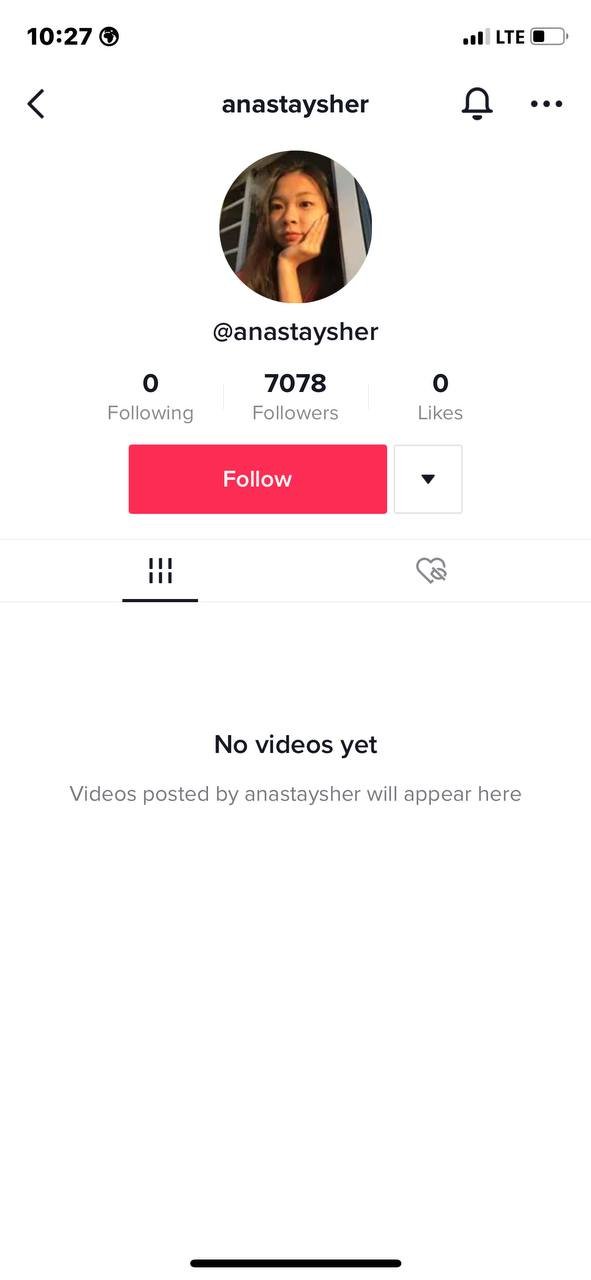 10:27
LTE
anastaysher
@anastaysher
0 7078 0
Following Followers Likes
Follow
No videos yet
Videos posted by anastaysher will appear here